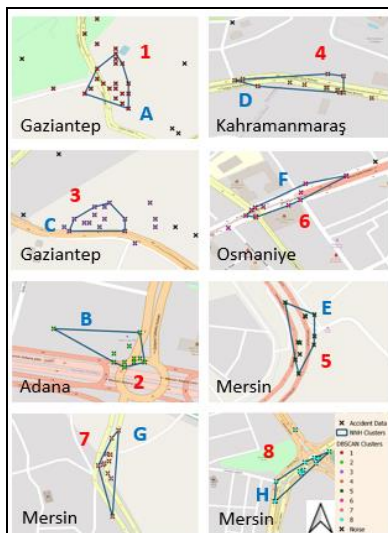 1
A
Gaziantep
4
D
Kahramanmaraş
3
C
Gaziantep
F
6
Osmaniye
B
2
Adana
E
5
Mersin
7
G
Mersin
8
H
Mersin
Accident Data
NNH Clusters
DBSCAN Clusters
1
2
3
4
5
6
7
8
Noise